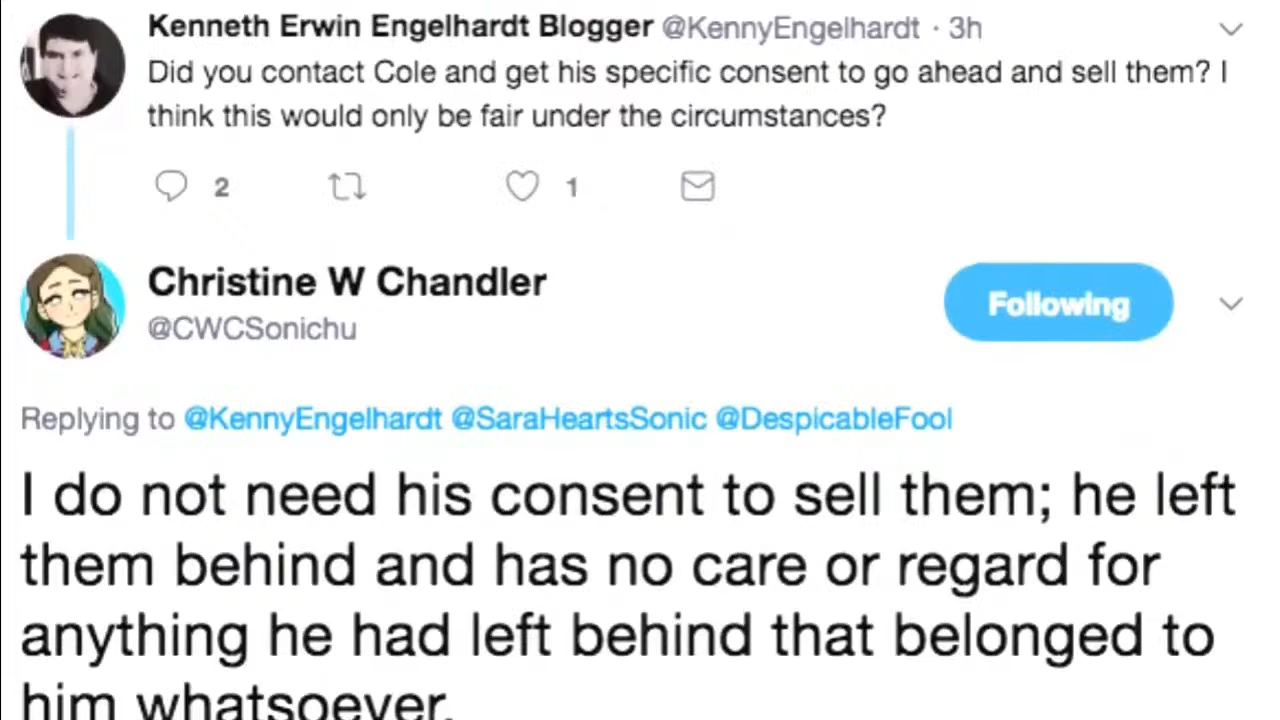 Kenneth Erwin Engelhardt Blogger @KennyEngelhardt · 3h
Did you contact Cole and get his specific consent to go ahead and sell them? I
think this would only be fair under the circumstances?
2 1
Christine W Chandler
@CWCSonichu
Following
Replying to @KennyEngelhardt @SaraHeartsSonic @DespicableFool
I do not need his consent to sell them; he left
them behind and has no care or regard for
anything he had left behind that belonged to
him whatsoever.